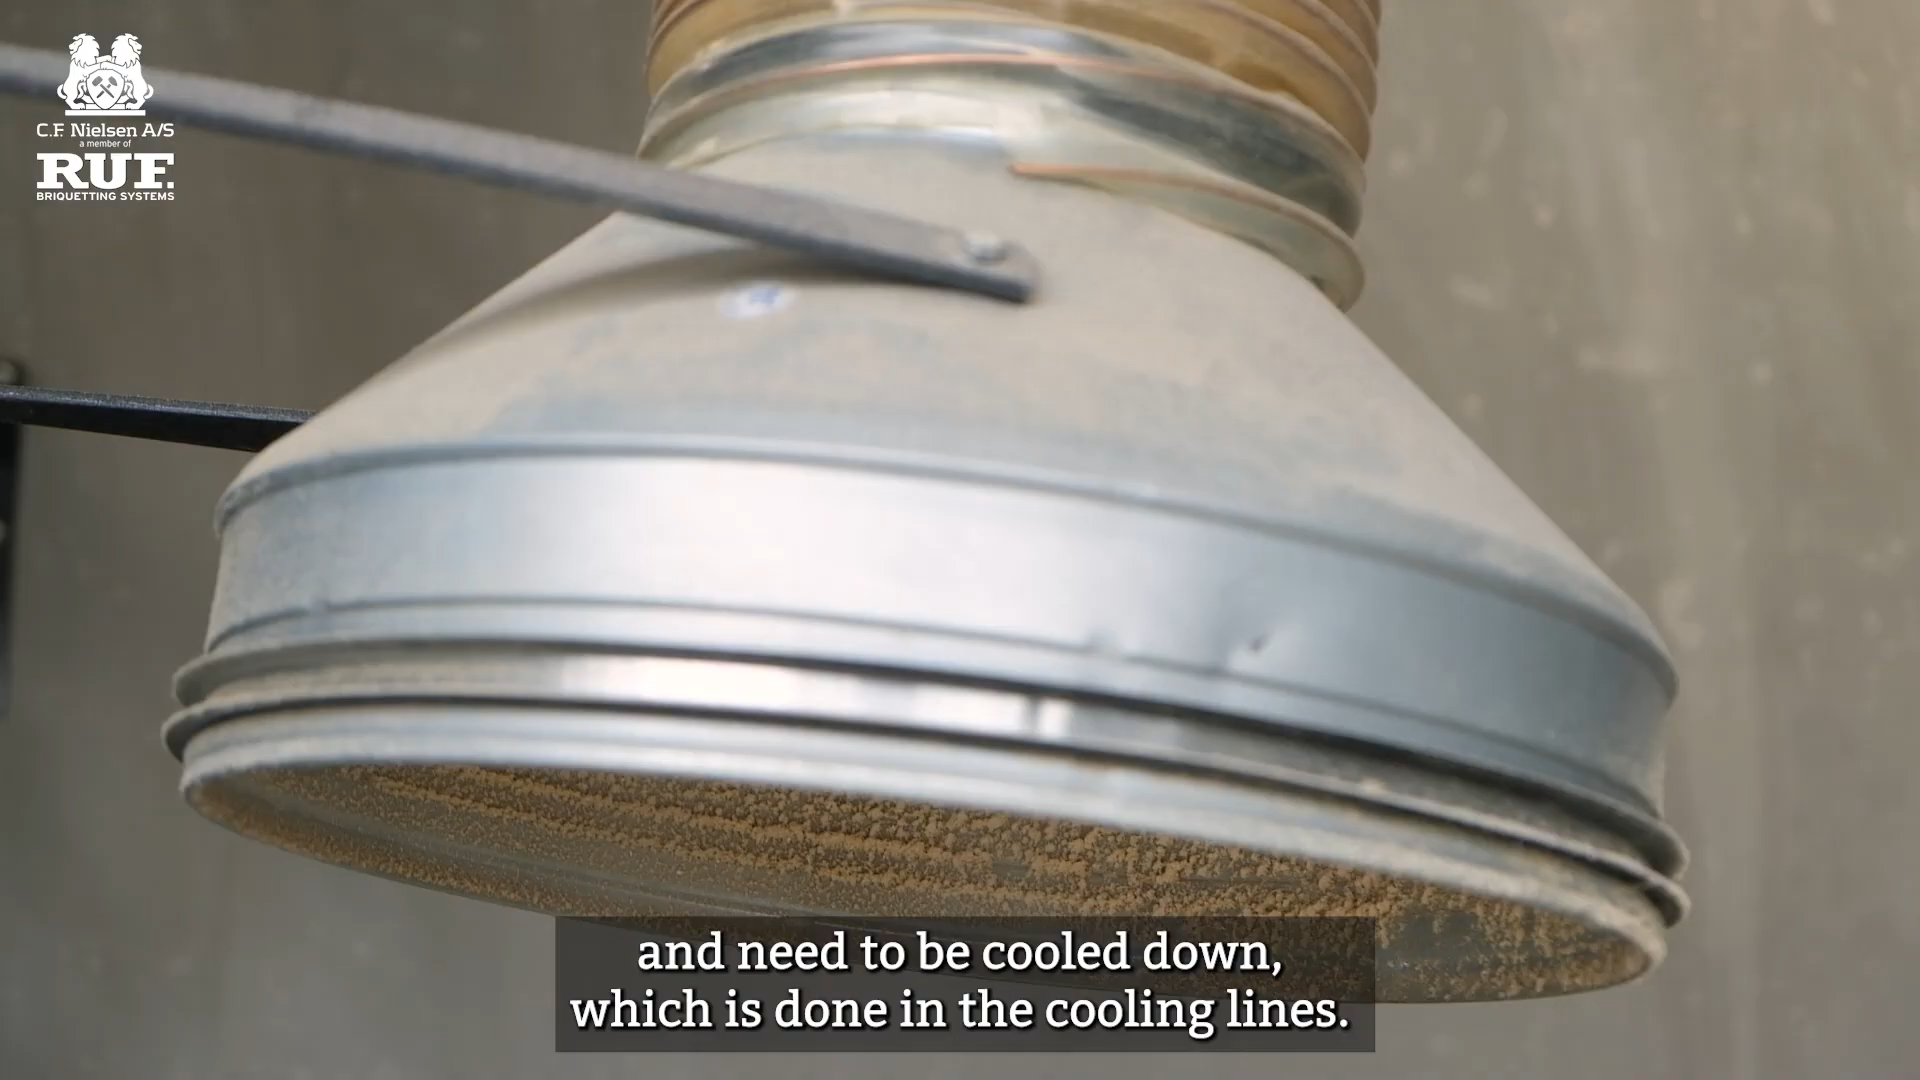 C.F. Nielsen A/S
a member of
RUF.
BRIQUETTING SYSTEMS
and need to be cooled down,
which is done in the cooling lines.